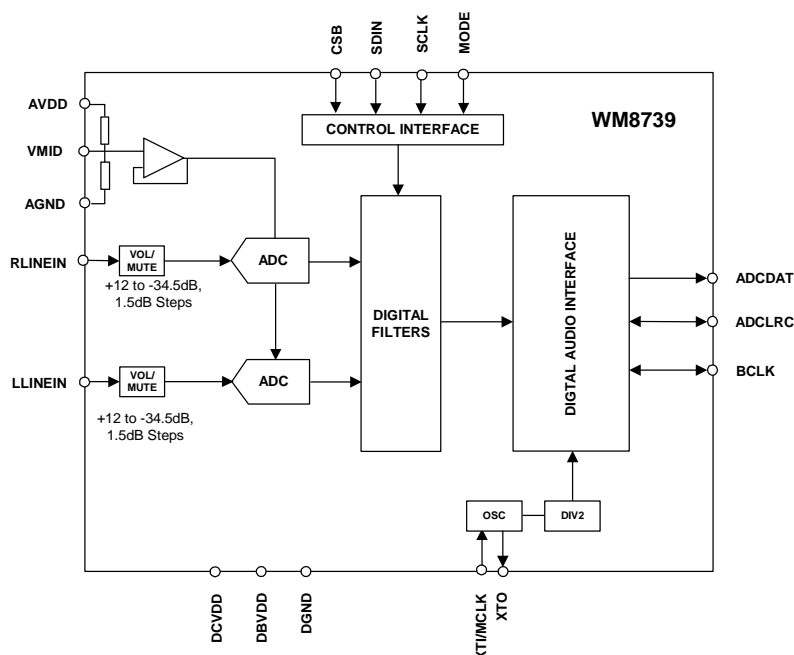 CSB
SDIN
SCLK
MODE
AVDD
VMID
AGND
RLINEIN
LLINEIN
CONTROL INTERFACE
WM8739
VOL/
MUTE
+12 to -34.5dB,
1.5dB Steps
ADC
VOL/
MUTE
+12 to -34.5dB,
1.5dB Steps
ADC
DIGITAL
FILTERS
DIGTAL AUDIO INTERFACE
ADCDAT
ADCLRC
BCLK
OSC
DIV2
DCVDD
DBVDD
DGND
XTI/MCLK
XTO